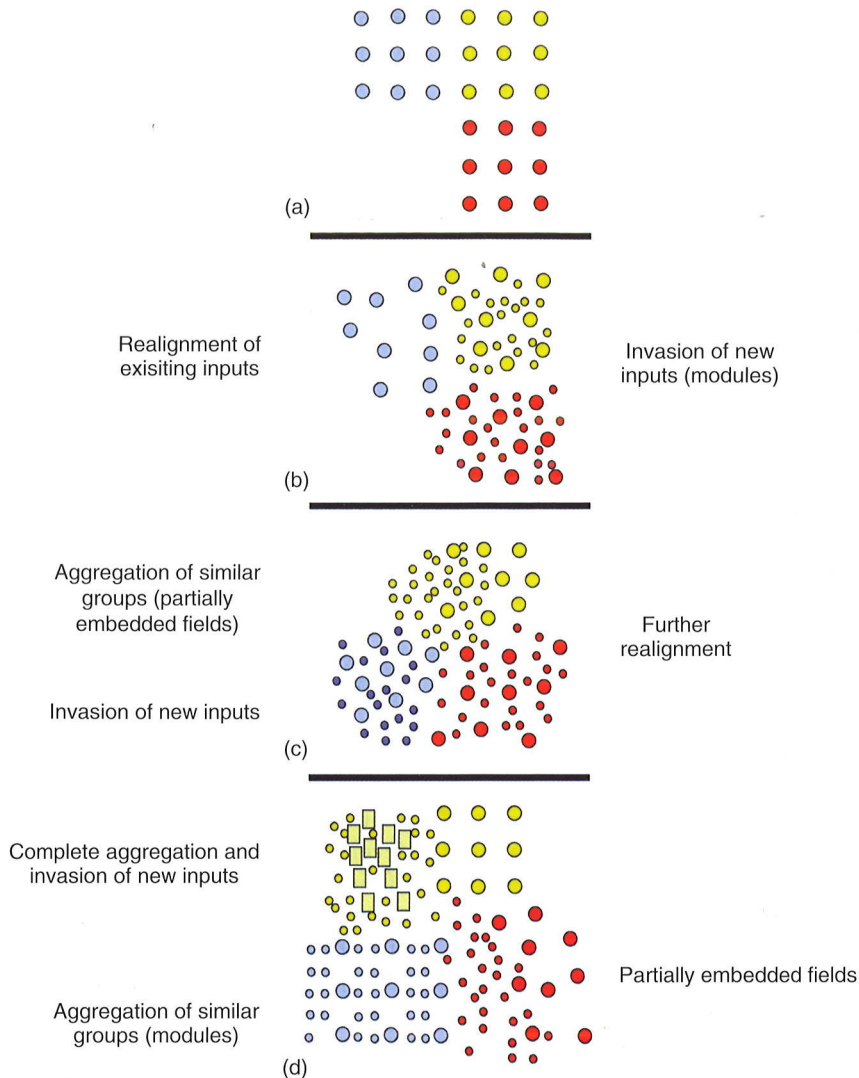 (a)
Realignment of
exisiting inputs
Invasion of new
inputs (modules)
(b)
Aggregation of similar
groups (partially
embedded fields)
Further
realignment
Invasion of new inputs
(c)
Complete aggregation and
invasion of new inputs
Partially embedded fields
Aggregation of similar
groups (modules)
(d)